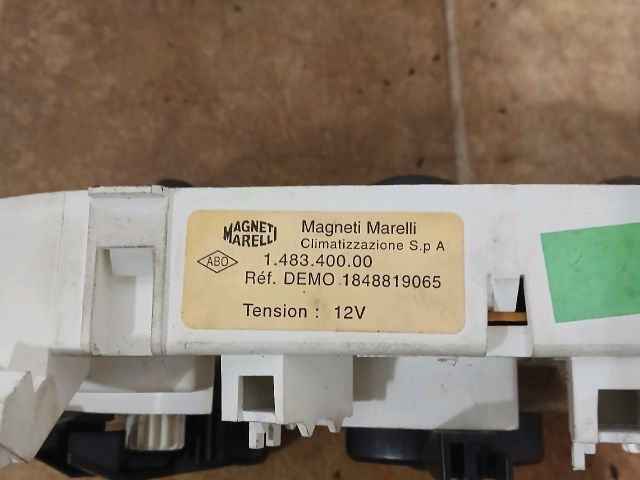 MAGNETI
MARELLI
Magneti Marelli
Climatizzazione S.p A
ABO
1.483.400.00
Réf. DEMO 1848819065
Tension : 12V